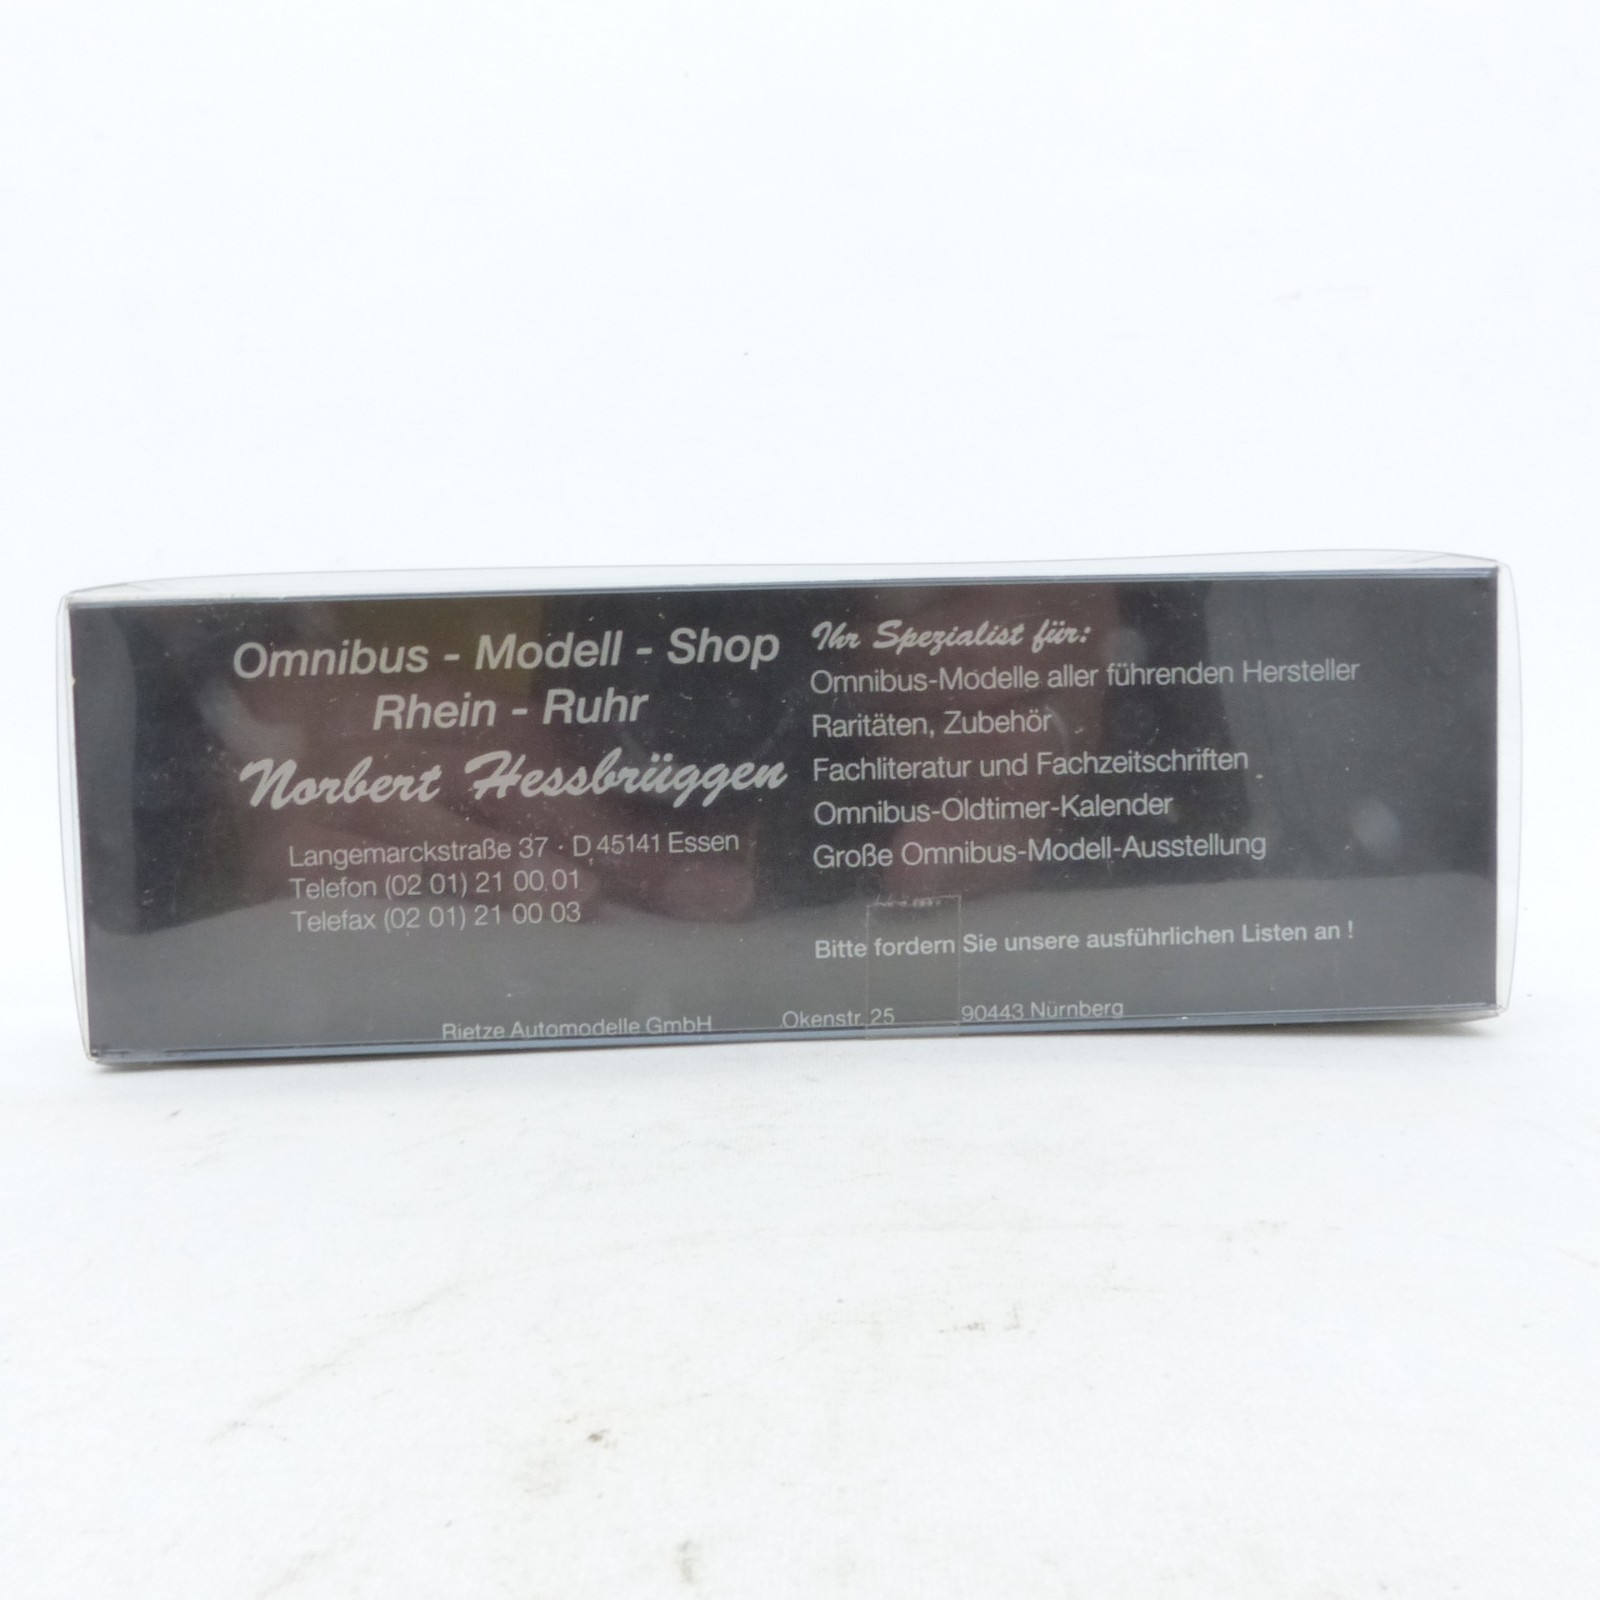 Omnibus - Modell - Shop
Rhein - Ruhr
Norbert Hessbrüggen
Langemarckstraße 37 · D 45141 Essen
Telefon (02 01) 21 00 01
Telefax (02 01) 21 00 03
Ihr Spezialist für:
Omnibus-Modelle aller führenden Hersteller
Raritäten, Zubehör
Fachliteratur und Fachzeitschriften
Omnibus-Oldtimer-Kalender
Große Omnibus-Modell-Ausstellung
Bitte fordern Sie unsere ausführlichen Listen an !
Rietze Automodelle GmbH Okenstr. 25 90443 Nürnberg